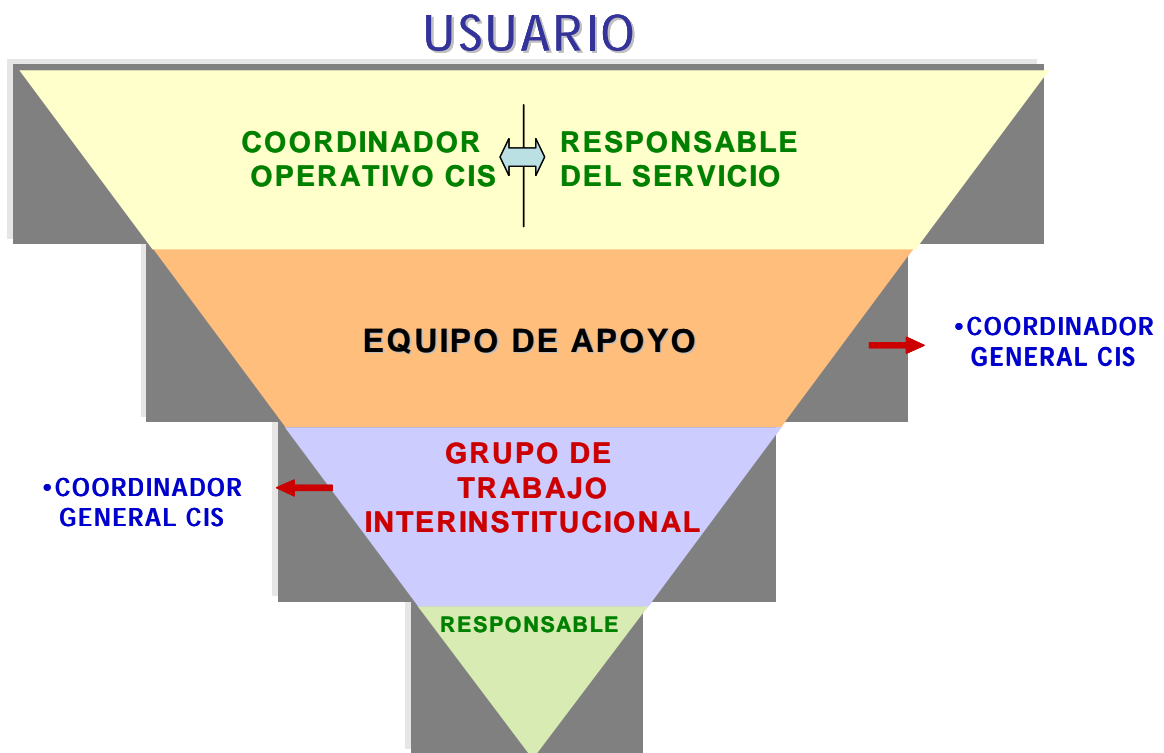 USUARIO
COORDINADOR
OPERATIVO CIS
RESPONSABLE
DEL SERVICIO
EQUIPO DE APOYO
•COORDINADOR
GENERAL CIS
GRUPO DE
TRABAJO
INTERINSTITUCIONAL
•COORDINADOR
GENERAL CIS
RESPONSABLE